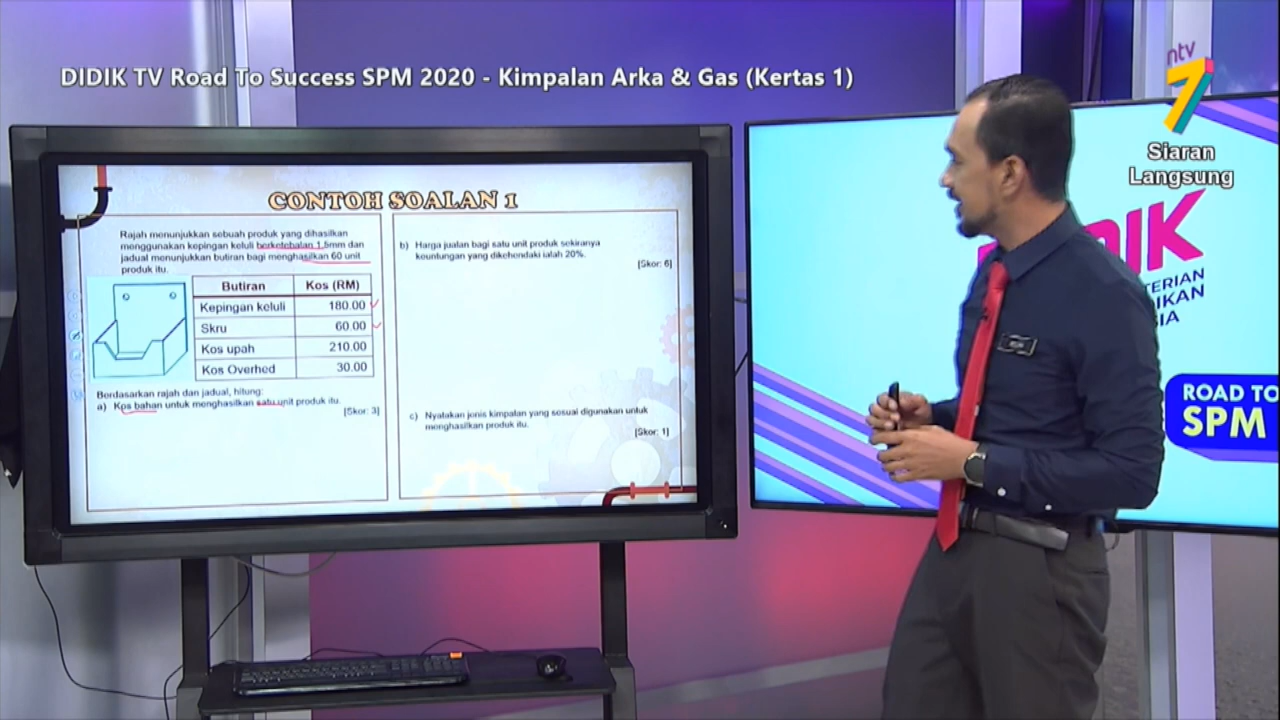 DIDIK TV Road To Success SPM 2020 - Kimpalan Arka & Gas (Kertas 1)
ntv
7
Siaran
Langsung
CONTOH SOALAN 1
Rajah menunjukkan sebuah produk yang dihasilkan
menggunakan kepingan keluli berketebalan 1.5mm dan
jadual menunjukkan butiran bagi menghasilkan 60 unit
produk itu.
Butiran Kos (RM)
Kepingan keluli 180.00
Skru 60.00
Kos upah 210.00
Kos Overhed 30.00
Berdasarkan rajah dan jadual, hitung:
a) Kos bahan untuk menghasilkan satu unit produk itu.
[Skor: 3]
b) Harga jualan bagi satu unit produk sekiranya
keuntungan yang dikehendaki ialah 20%.
[Skor: 6]
c) Nyatakan jenis kimpalan yang sesuai digunakan untuk
menghasilkan produk itu.
[Skor: 1]
DIK
TERIAN
IKAN
SIA
ROAD TO
SPM